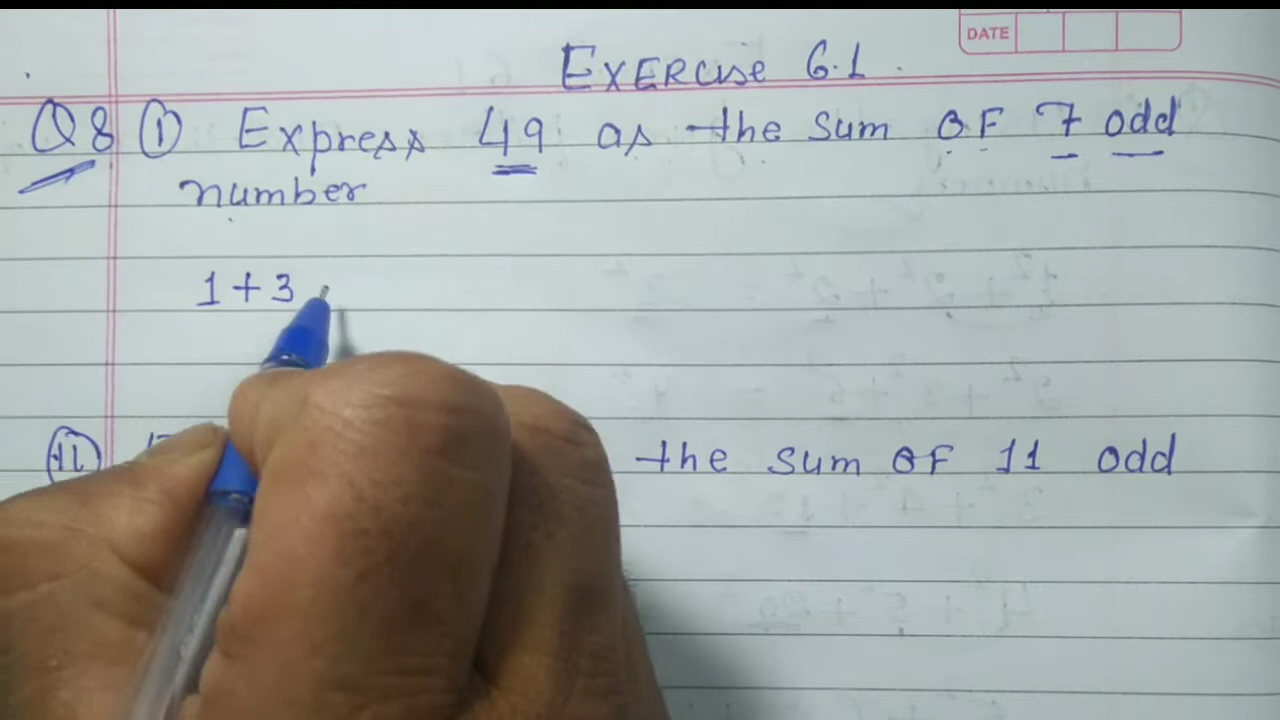 DATE
EXERCISE 6.1.
Q8 (i) Express 49 as the sum OF 7 odd
number
1+3
(ii) the sum OF 11 odd